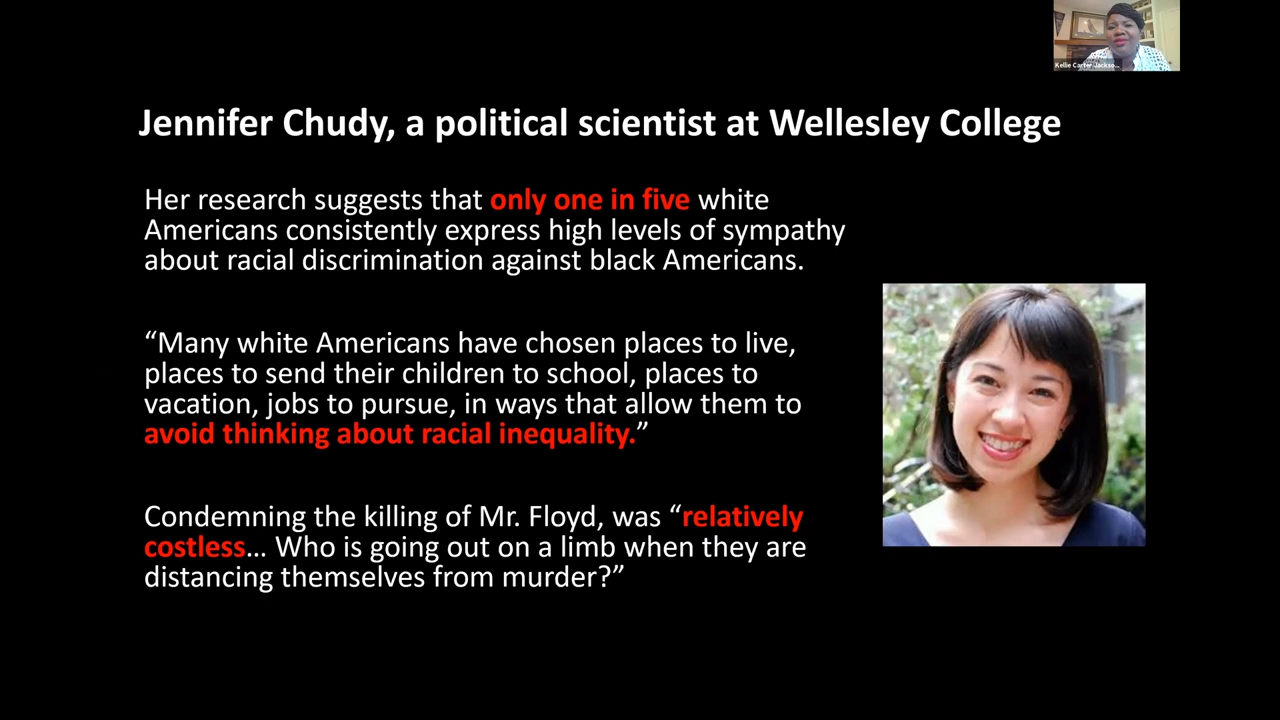 Kellie Carter Jackso...
Jennifer Chudy, a political scientist at Wellesley College
Her research suggests that only one in five white
Americans consistently express high levels of sympathy
about racial discrimination against black Americans.
“Many white Americans have chosen places to live,
places to send their children to school, places to
vacation, jobs to pursue, in ways that allow them to
avoid thinking about racial inequality.”
Condemning the killing of Mr. Floyd, was “relatively
costless… Who is going out on a limb when they are
distancing themselves from murder?”